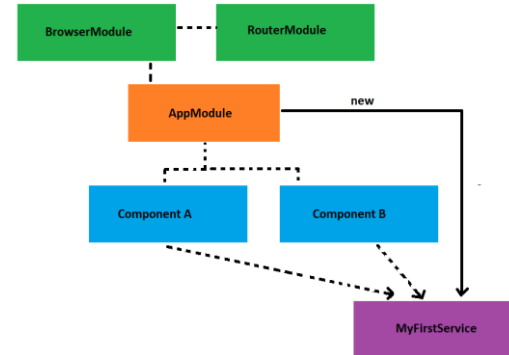 BrowserModule
RouterModule
AppModule
new
Component A
Component B
MyFirstService